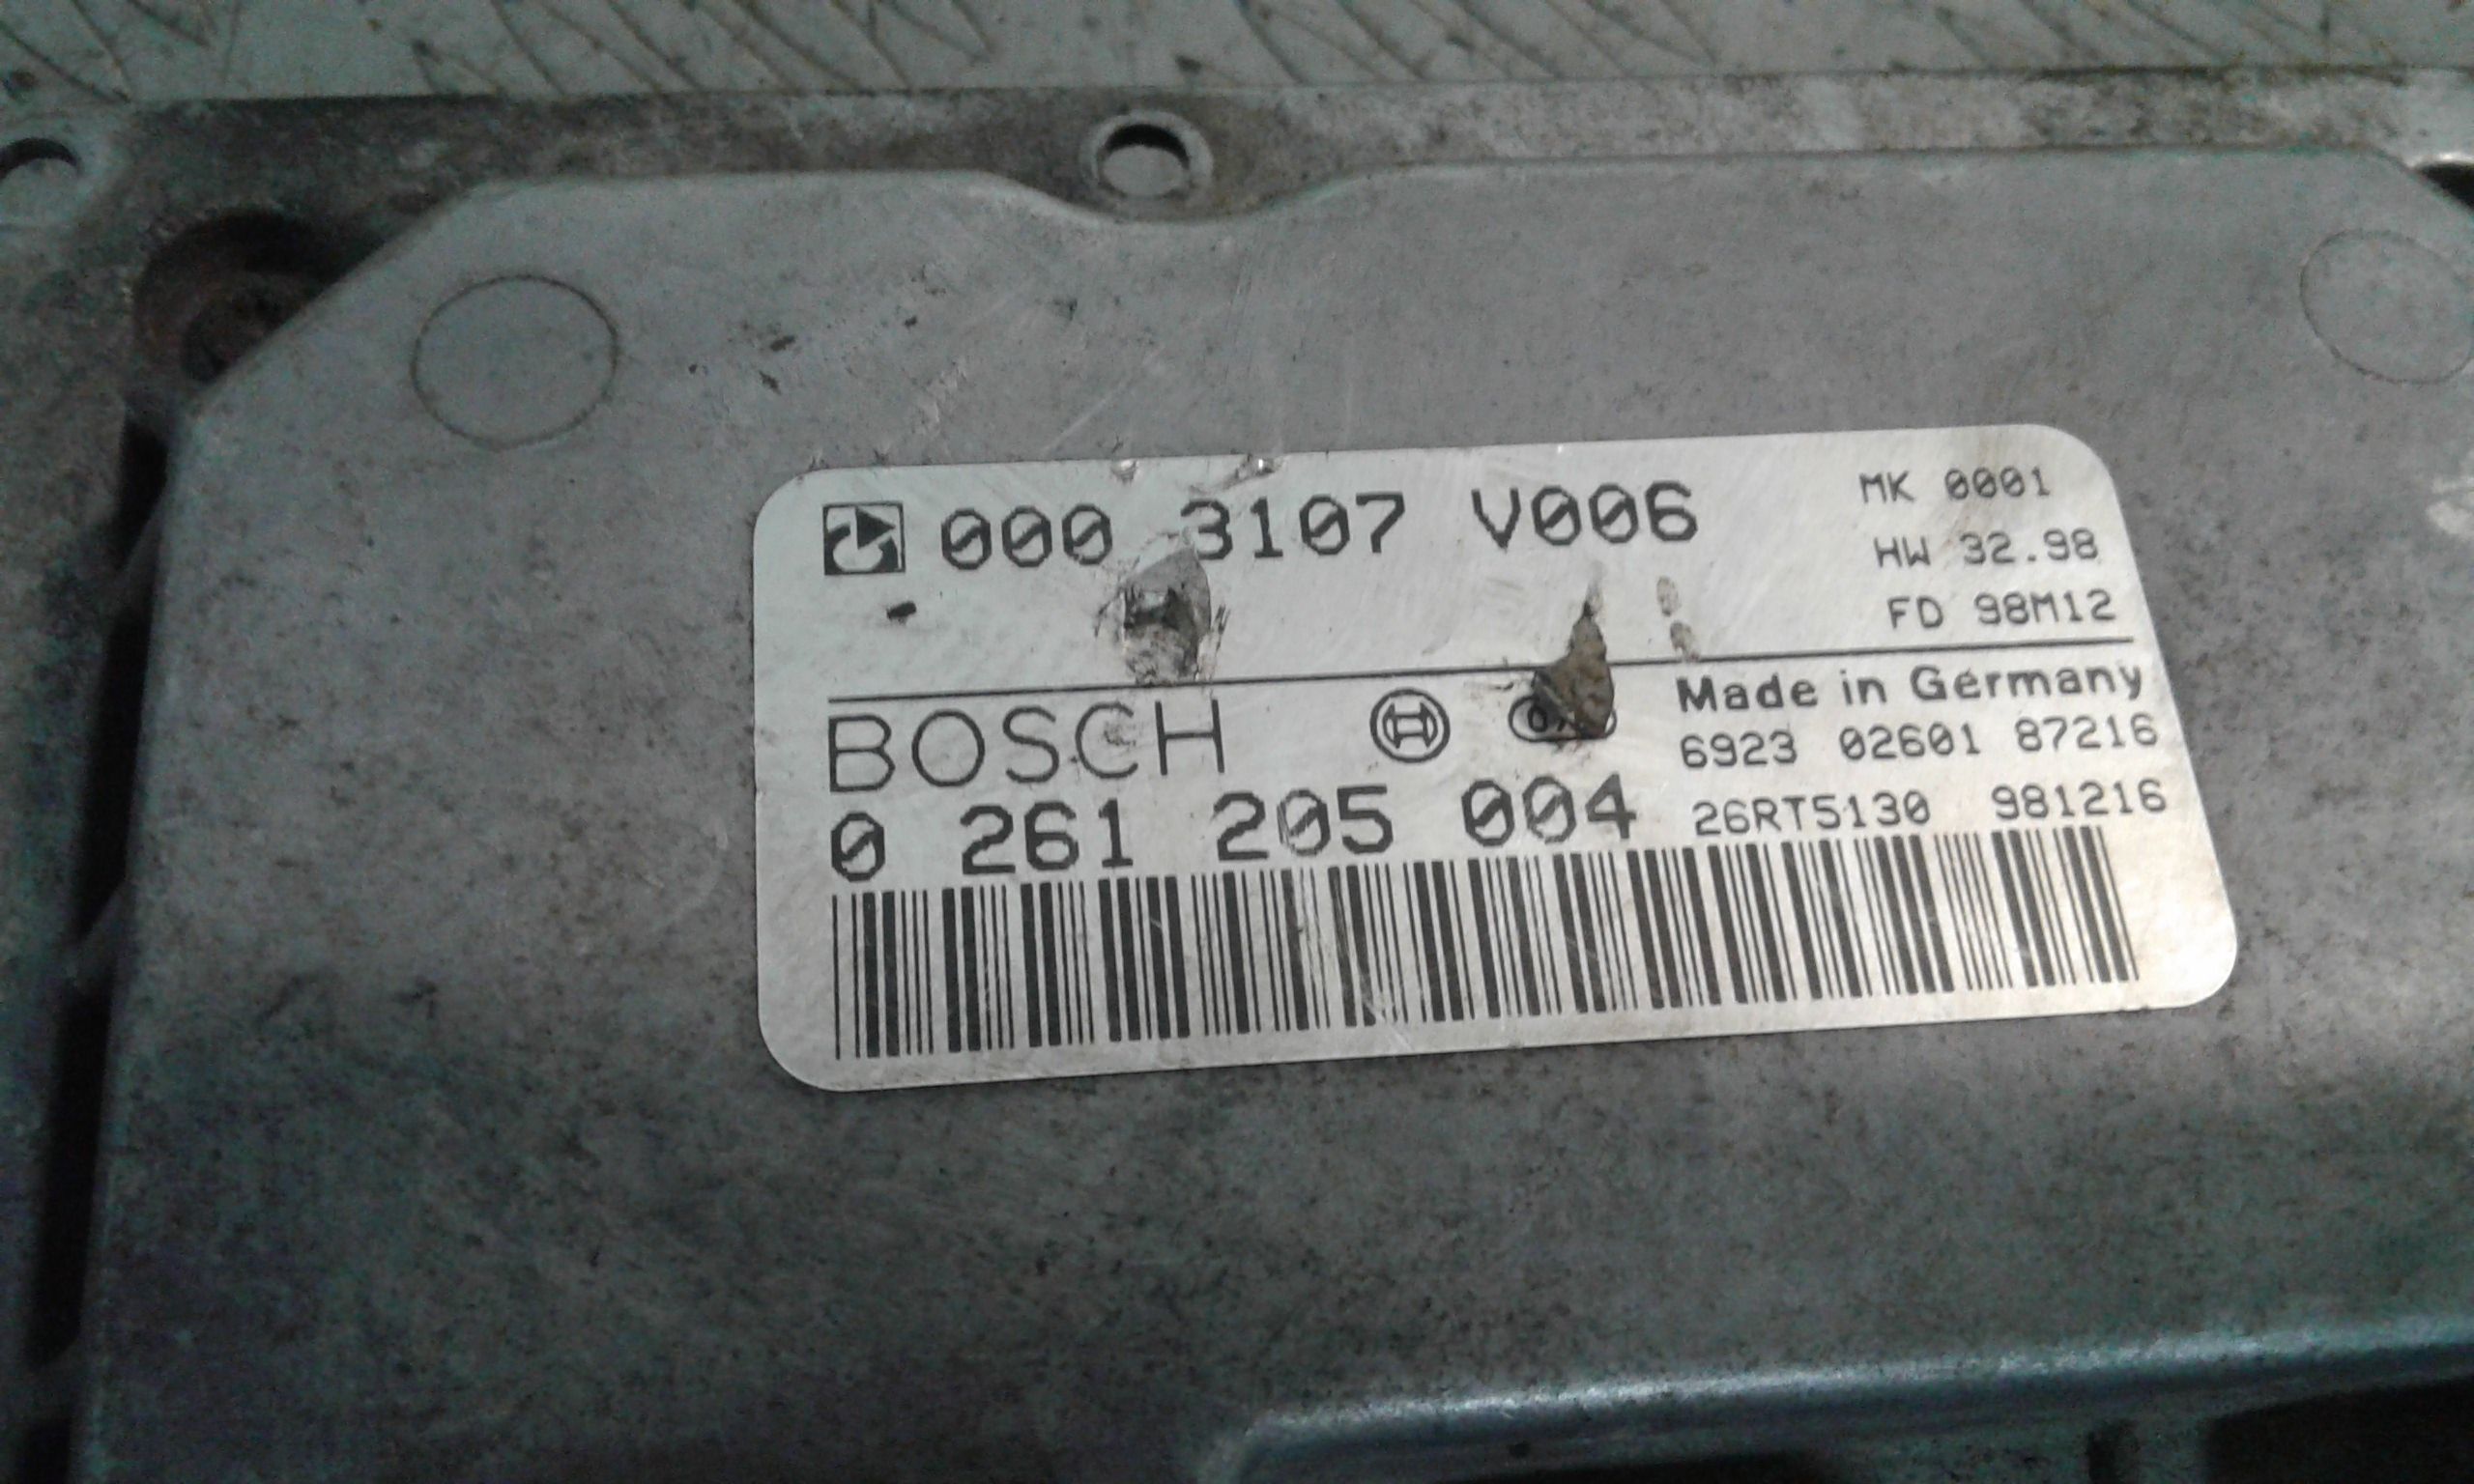 000 3107 V006
MK 0001
HW 32.98
FD 98M12
BOSCH
Made in Germany
6923 02601 87216
0 261 205 004
26RT5130 981216